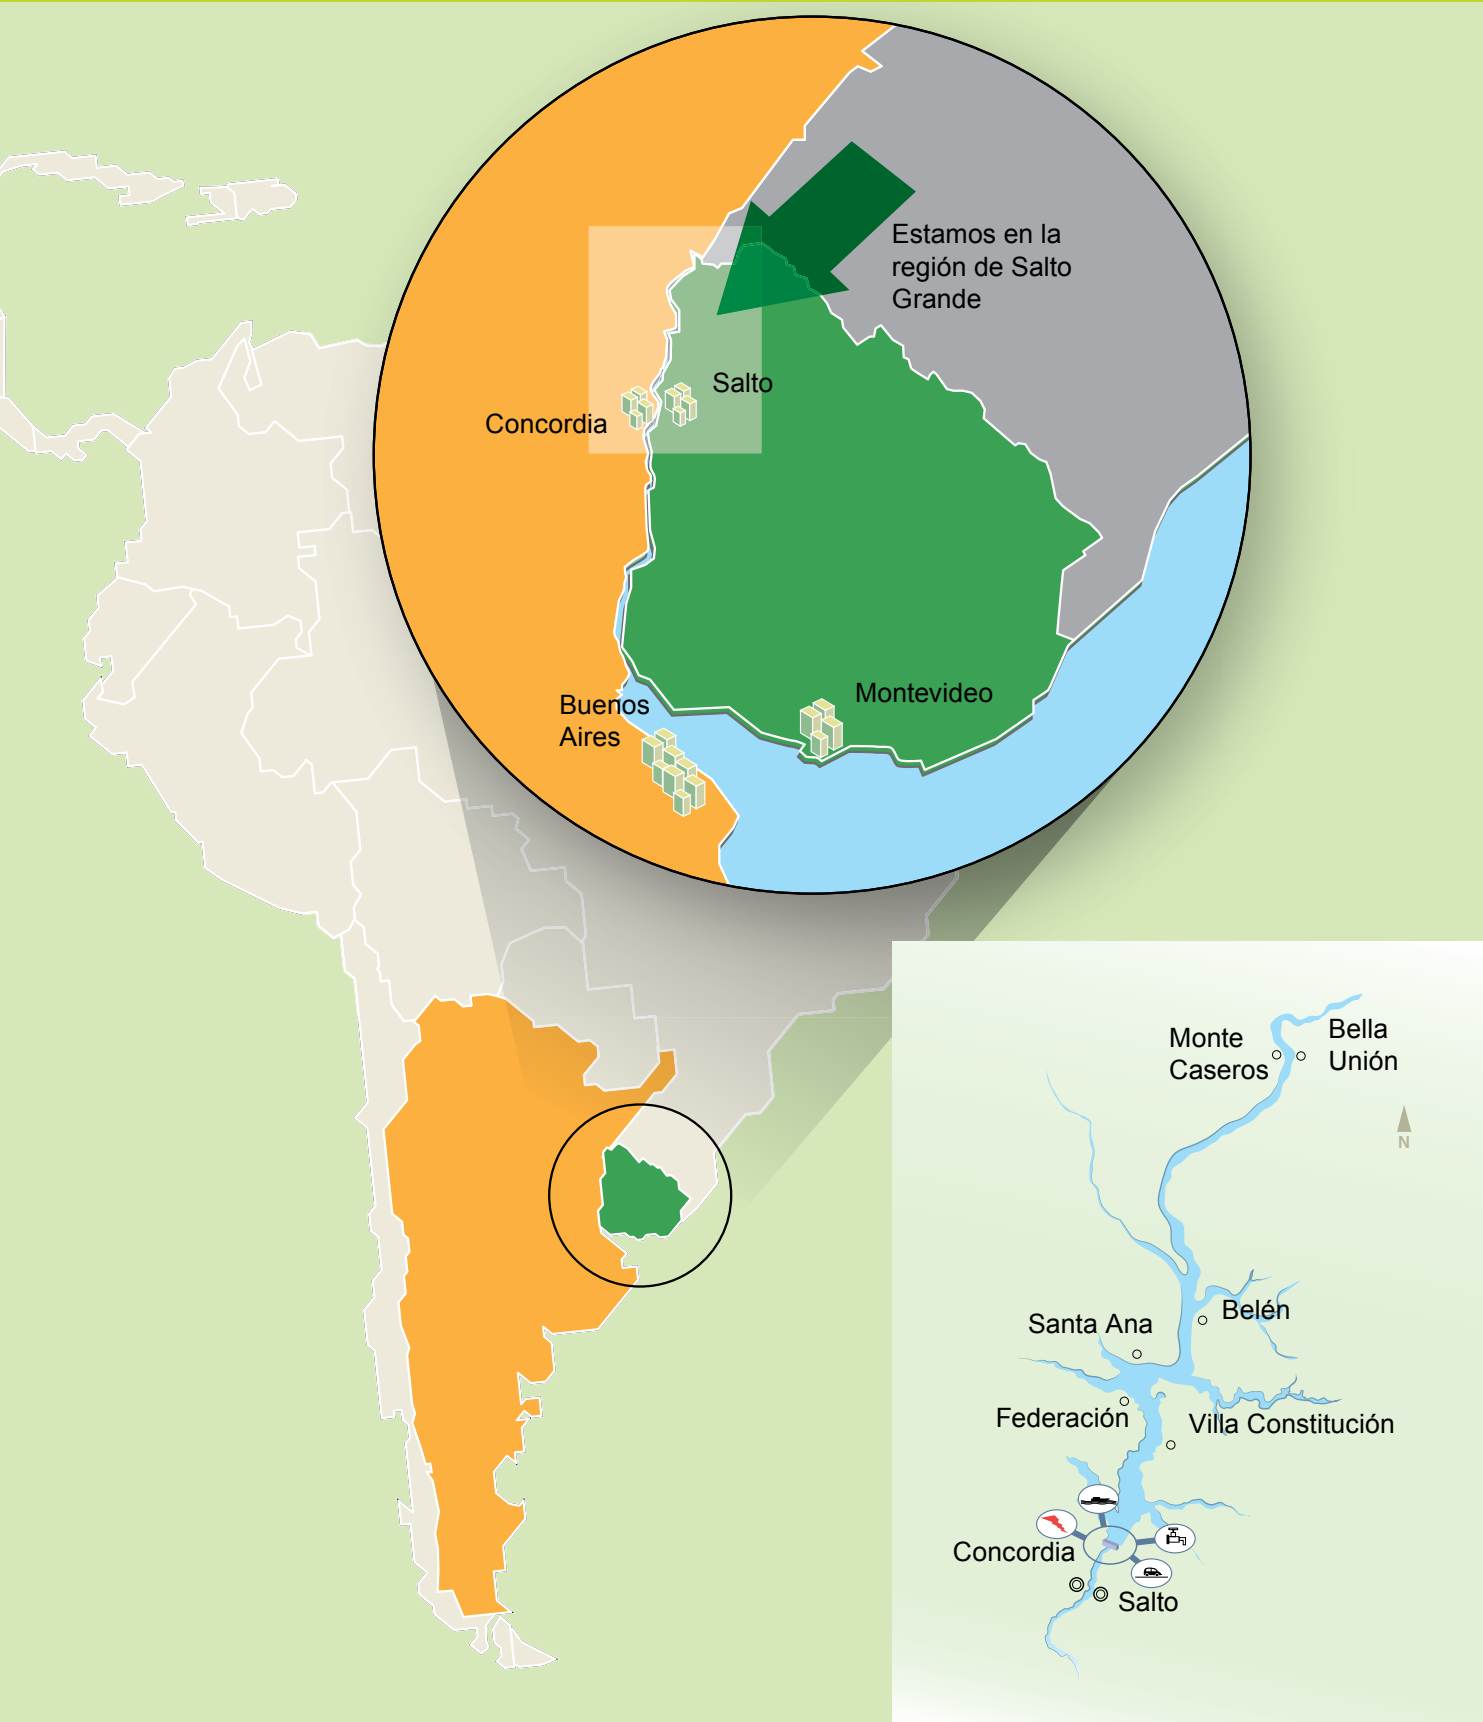 Estamos en la
región de Salto
Grande
Salto
Concordia
Montevideo
Buenos
Aires
Monte
Caseros
Bella
Unión
N
Belén
Santa Ana
Federación
Villa Constitución
Concordia
Salto